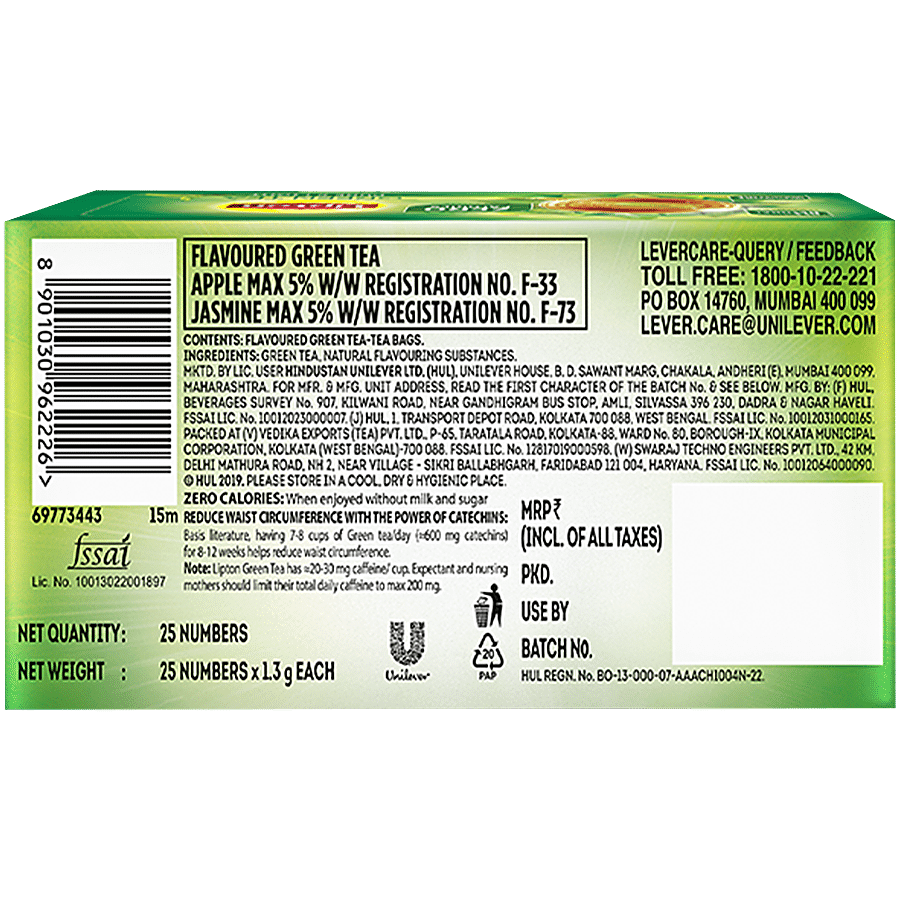 Lipton
FLAVOURED GREEN TEA
APPLE MAX 5% W/W REGISTRATION NO. F-33
JASMINE MAX 5% W/W REGISTRATION NO. F-73
LEVERCARE-QUERY / FEEDBACK
TOLL FREE: 1800-10-22-221
PO BOX 14760, MUMBAI 400 099
LEVER.CARE@UNILEVER.COM
8 901030 962226 >
69773443 15m
fssai
Lic. No. 10013022001897
CONTENTS: FLAVOURED GREEN TEA-TEA BAGS.
INGREDIENTS: GREEN TEA, NATURAL FLAVOURING SUBSTANCES.
MKTD. BY LIC. USER HINDUSTAN UNILEVER LTD. (HUL), UNILEVER HOUSE, B. D. SAWANT MARG, CHAKALA, ANDHERI (E), MUMBAI 400 099,
MAHARASHTRA. FOR MFR. & MFG. UNIT ADDRESS, READ THE FIRST CHARACTER OF THE BATCH No. & SEE BELOW. MFG. BY: (F) HUL,
BEVERAGES SURVEY No. 907, KILWANI ROAD, NEAR GANDHIGRAM BUS STOP, AMLI, SILVASSA 396 230, DADRA & NAGAR HAVELI.
FSSAI LIC. No. 10012023000007. (J) HUL, 1, TRANSPORT DEPOT ROAD, KOLKATA 700 088, WEST BENGAL. FSSAI LIC. No. 10012031000165.
PACKED AT (V) VEDIKA EXPORTS (TEA) PVT. LTD., P-65, TARATALA ROAD, KOLKATA-88, WARD No. 80, BOROUGH-IX, KOLKATA MUNICIPAL
CORPORATION, KOLKATA (WEST BENGAL)-700 088. FSSAI LIC. No. 12817019000598. (W) SWARAJ TECHNO ENGINEERS PVT. LTD., 42 KM,
DELHI MATHURA ROAD, NH 2, NEAR VILLAGE - SIKRI BALLABHGARH, FARIDABAD 121 004, HARYANA. FSSAI LIC. No. 10012064000090.
© HUL 2019. PLEASE STORE IN A COOL, DRY & HYGIENIC PLACE.
ZERO CALORIES: When enjoyed without milk and sugar
REDUCE WAIST CIRCUMFERENCE WITH THE POWER OF CATECHINS:
Basis literature, having 7-8 cups of Green tea/day (≈600 mg catechins)
for 8-12 weeks helps reduce waist circumference.
Note: Lipton Green Tea has ≈20-30 mg caffeine/ cup. Expectant and nursing
mothers should limit their total daily caffeine to max 200 mg.
NET QUANTITY : 25 NUMBERS
NET WEIGHT : 25 NUMBERS x 1.3 g EACH
Unilever
20
PAP
MRP ₹
(INCL. OF ALL TAXES)
PKD.
USE BY
BATCH No.
HUL REGN. No. BO-13-000-07-AAACH1004N-22.